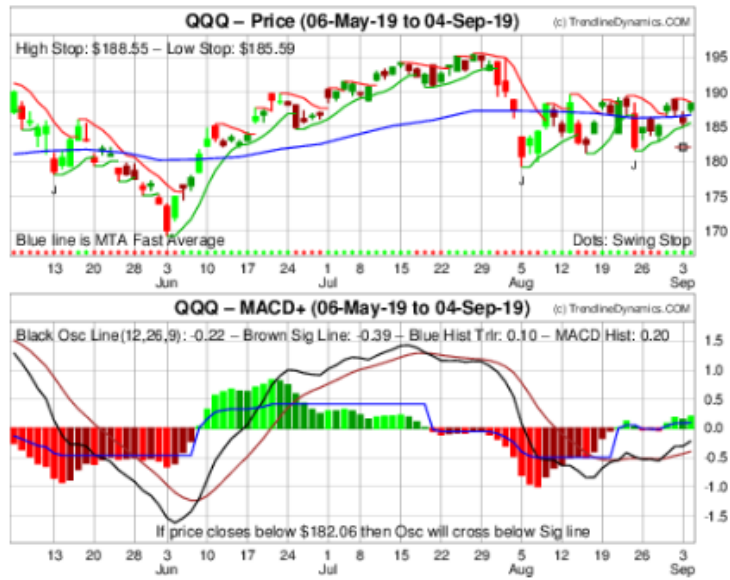 QQQ – Price (06-May-19 to 04-Sep-19) (c) TrendlineDynamics.COM
High Stop: $188.55 – Low Stop: $185.59
195
190
185
180
175
170
J
J
J
Blue line is MTA Fast Average Dots: Swing Stop
13 20 28 3 10 17 24 1 8 15 22 29 5 12 19 26 3
Jun Jul Aug Sep
QQQ – MACD+ (06-May-19 to 04-Sep-19) (c) TrendlineDynamics.COM
Black Osc Line(12,26,9): -0.22 – Brown Sig Line: -0.39 – Blue Hist Trlr: 0.10 – MACD Hist: 0.20
1.5
1.0
0.5
0.0
-0.5
-1.0
-1.5
If price closes below $182.06 then Osc will cross below Sig line
13 20 28 3 10 17 24 1 8 15 22 29 5 12 19 26 3
Jun Jul Aug Sep